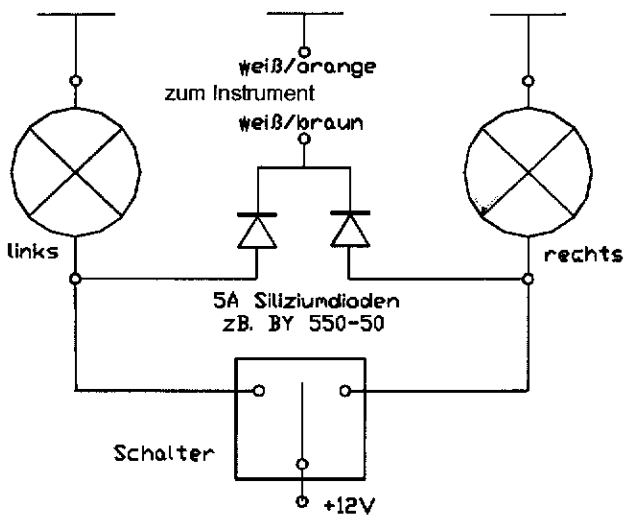 weiß/orange
zum Instrument
weiß/braun
links
rechts
5A Siliziumdioden
zB. BY 550-50
Schalter
+12V